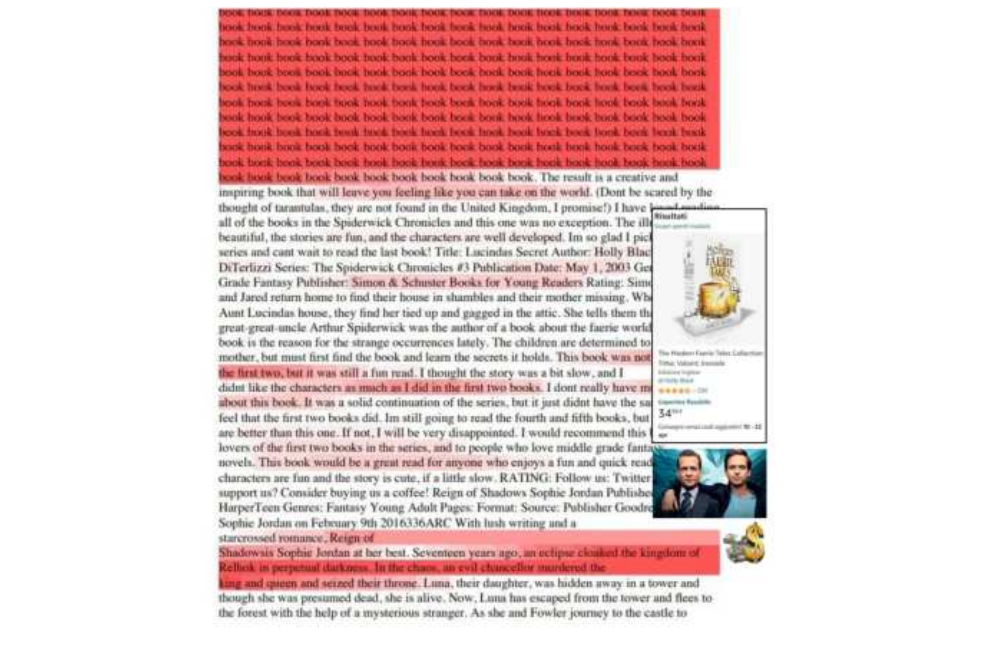 book book book book book book book book book book book book book book book book book
book book book book book book book book book book book book book book book book book
book book book book book book book book book book book book book book book book book
book book book book book book book book book book book book book book book book book
book book book book book book book book book book book book book book book book book
book book book book book book book book book book book book book book book book book
book book book book book book book book book book book book book book book book book
book book book book book book book book book book book book book book book book book
book book book book book book book book book book book book book book book book book
book book book book book book book book book book book book book book book book book
book book book book book book book book book book book book book book book book book
book book book book book book book book book book book. The result is a creative and
inspiring book that will leave you feeling like you can take on the world. (Dont be scared by the
thought of tarantulas, they are not found in the United Kingdom, I promise!) I have
all of the books in the Spiderwick Chronicles and this one was no exception. The
beautiful, the stories are fun, and the characters are well developed. Im so glad I
series and cant wait to read the last book! Title: Lucindas Secret Author: Holly
DiTerlizzi Series: The Spiderwick Chronicles #3 Publication Date: May 1, 2003
Grade Fantasy Publisher: Simon & Schuster Books for Young Readers Rating:
and Jared return home to find their house in shambles and their mother missing.
Aunt Lucindas house, they find her tied up and gagged in the attic. She tells them
great-great-uncle Arthur Spiderwick was the author of a book about the faerie world
book is the reason for the strange occurrences lately. The children are determined to
mother, but must first find the book and learn the secrets it holds. This book was not
the first two, but it was still a fun read. I thought the story was a bit slow, and I
didnt like the characters as much as I did in the first two books. I dont really have
about this book. It was a solid continuation of the series, but it just didnt have the
feel that the first two books did. Im still going to read the fourth and fifth books, but
are better than this one. If not, I will be very disappointed. I would recommend this
lovers of the first two books in the series, and to people who love middle grade
novels. This book would be a great read for anyone who enjoys a fun and quick
characters are fun and the story is cute, if a little slow. RATING: Follow us: Twitter
support us? Consider buying us a coffee! Reign of Shadows Sophie Jordan
HarperTeen Genres: Fantasy Young Adult Pages: Format: Source: Publisher
Sophie Jordan on February 9th 2016336ARC With lush writing and a
starcrossed romance, Reign of
Shadowsis Sophie Jordan at her best. Seventeen years ago, an eclipse cloaked the kingdom of
Relhok in perpetual darkness. In the chaos, an evil chancellor murdered the
king and queen and seized their throne. Luna, their daughter, was hidden away in a tower and
though she was presumed dead, she is alive. Now, Luna has escaped from the tower and flees to
the forest with the help of a mysterious stranger. As she and Fowler journey to the castle to
Risultati
Modern
FAERIE
TALES
The Modern Faerie Tales Collection:
Tithe; Valiant; Ironside
di Holly Black
Copertina flessibile
34